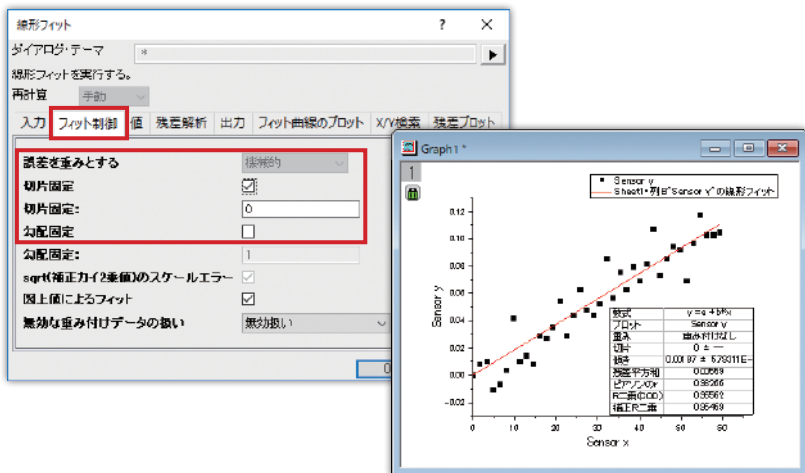 線形フィット
? ×
ダイアログ・テーマ *
線形フィットを実行する。
再計算 手動
入力 フィット制御 値 残差解析 出力 フィット曲線のプロット X/Y検索 残差プロット
誤差を重みとする 機械的
切片固定
切片固定: 0
勾配固定
勾配固定: 1
sqrt(補正カイ2乗値)のスケールエラー
図上値によるフィット
無効な重み付けデータの扱い 無効扱い
Graph1 *
1
Sensor y
Sheet1・列B"Sensor Y"の線形フィット
0.12
0.10
0.08
0.06
0.04
0.02
0.00
-0.02
Sensor y
0 10 20 30 40 50 60
Sensor x
数式 y = a + b*x
プロット Sensor y
重み 重み付けなし
切片 0 ± --
傾き
残差平方和
ピアソンのr
R二乗(COD)
補正R二乗